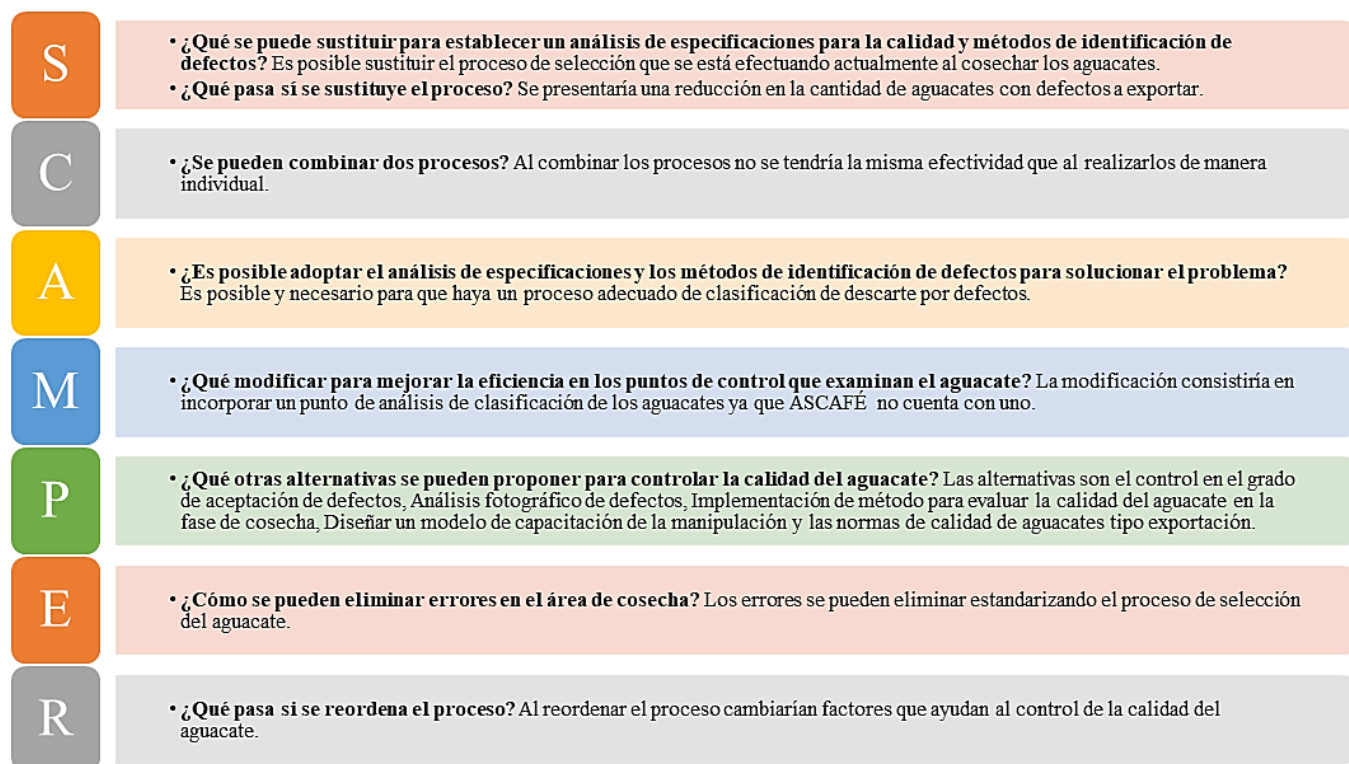 S
• ¿Qué se puede sustituir para establecer un análisis de especificaciones para la calidad y métodos de identificación de
defectos? Es posible sustituir el proceso de selección que se está efectuando actualmente al cosechar los aguacates.
• ¿Qué pasa sí se sustituye el proceso? Se presentaría una reducción en la cantidad de aguacates con defectos a exportar.
C
• ¿Se pueden combinar dos procesos? Al combinar los procesos no se tendría la misma efectividad que al realizarlos de manera
individual.
A
• ¿Es posible adoptar el análisis de especificaciones y los métodos de identificación de defectos para solucionar el problema?
Es posible y necesario para que haya un proceso adecuado de clasificación de descarte por defectos.
M
• ¿Qué modificar para mejorar la eficiencia en los puntos de control que examinan el aguacate? La modificación consistiría en
incorporar un punto de análisis de clasificación de los aguacates ya que ASCAFÉ no cuenta con uno.
P
• ¿Qué otras alternativas se pueden proponer para controlar la calidad del aguacate? Las alternativas son el control en el grado
de aceptación de defectos, Análisis fotográfico de defectos, Implementación de método para evaluar la calidad del aguacate en la
fase de cosecha, Diseñar un modelo de capacitación de la manipulación y las normas de calidad de aguacates tipo exportación.
E
• ¿Cómo se pueden eliminar errores en el área de cosecha? Los errores se pueden eliminar estandarizando el proceso de selección
del aguacate.
R
• ¿Qué pasa si se reordena el proceso? Al reordenar el proceso cambiarían factores que ayudan al control de la calidad del
aguacate.